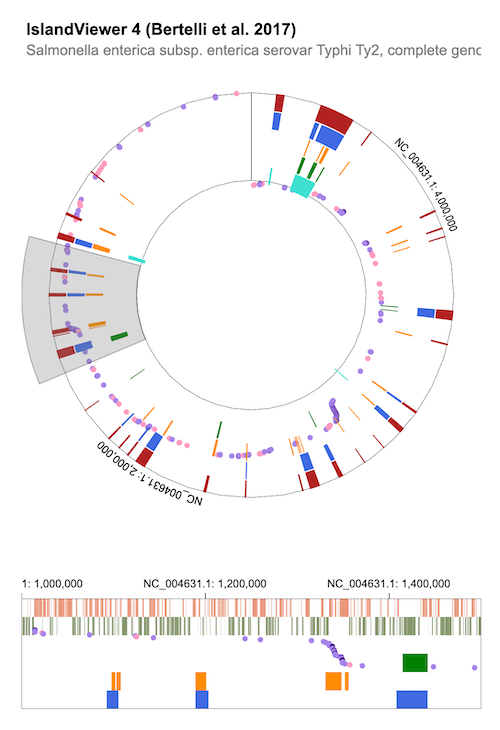 IslandViewer 4 (Bertelli et al. 2017)
Salmonella enterica subsp. enterica serovar Typhi Ty2, complete genc
NC_004631.1: 4,000,000
NC_004631.1: 2,000,000
1: 1,000,000 NC_004631.1: 1,200,000 NC_004631.1: 1,400,000